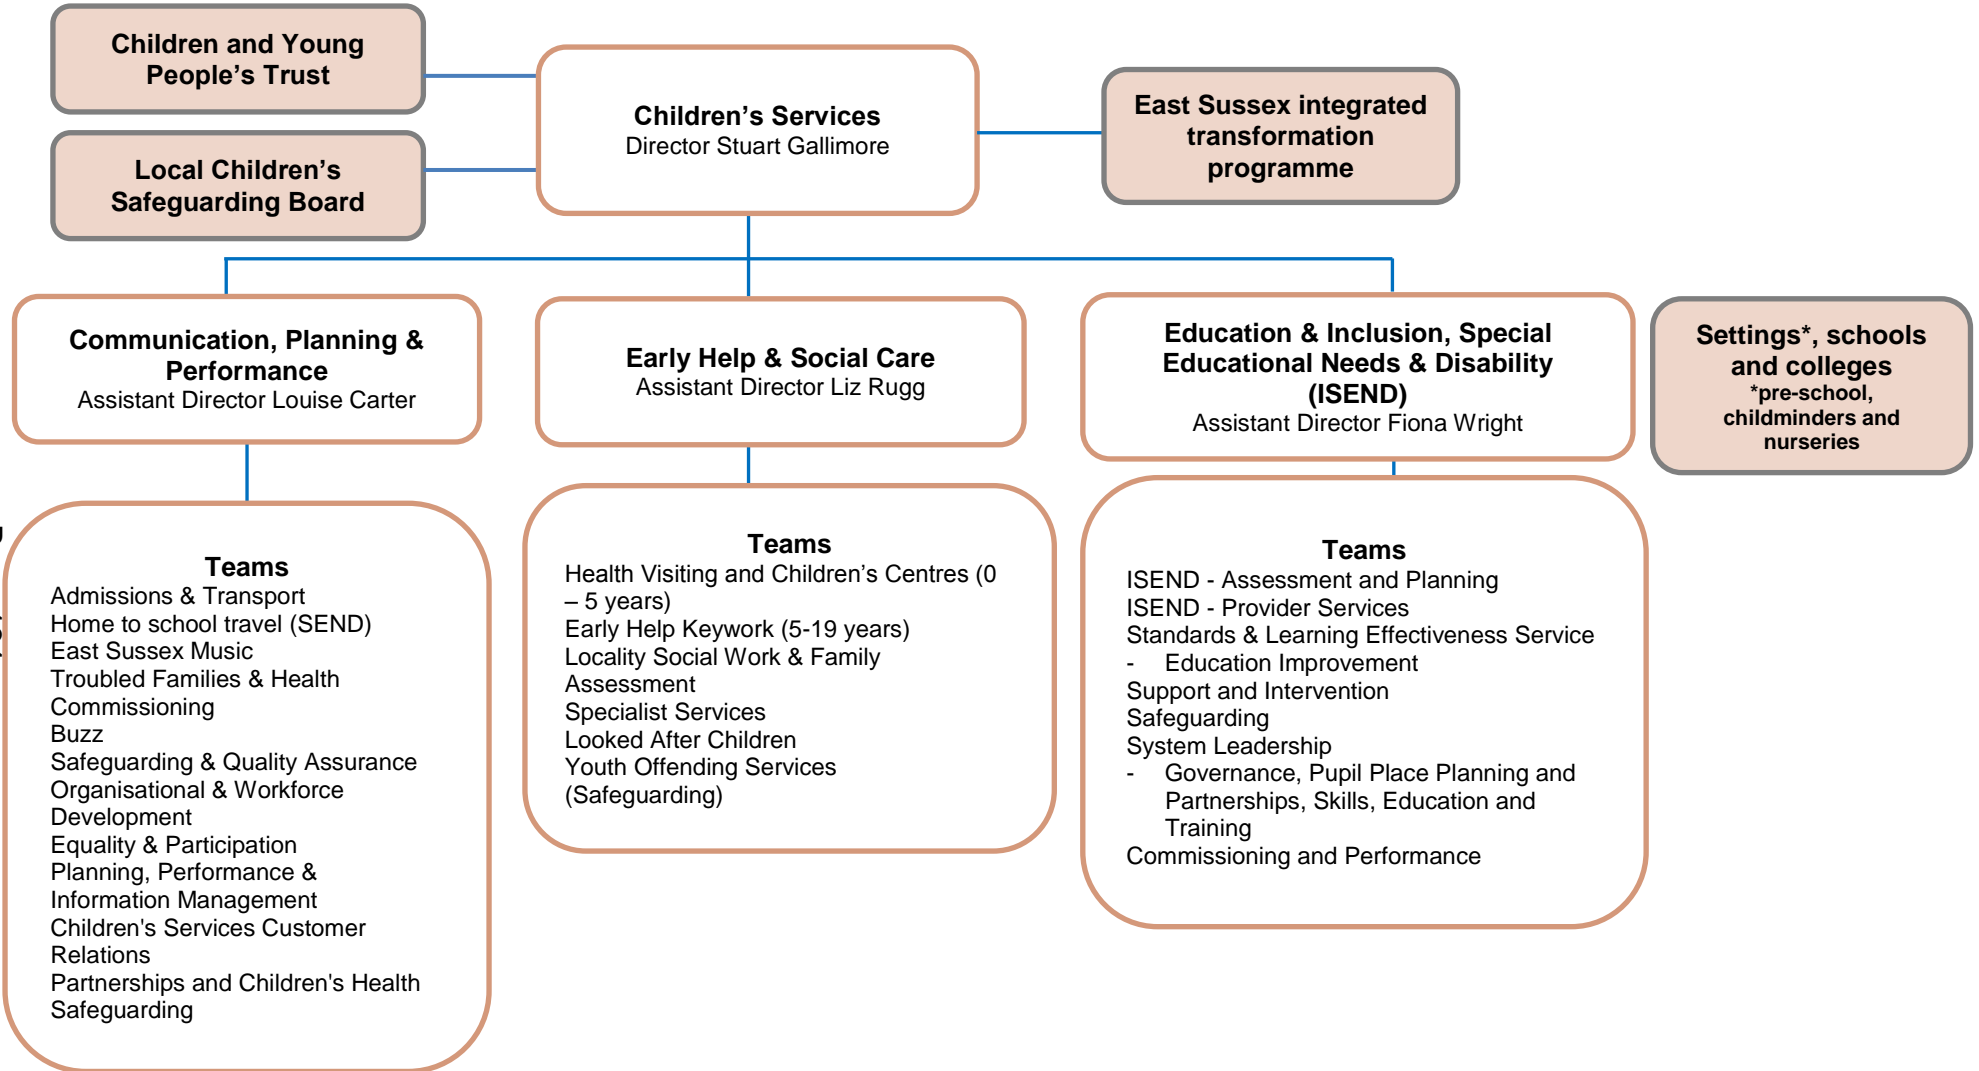 Children and Young
People’s Trust
Local Children’s
Safeguarding Board
Children’s Services
Director Stuart Gallimore
East Sussex integrated
transformation
programme
Communication, Planning &
Performance
Assistant Director Louise Carter
Early Help & Social Care
Assistant Director Liz Rugg
Education & Inclusion, Special
Educational Needs & Disability
(ISEND)
Assistant Director Fiona Wright
Settings*, schools
and colleges
*pre-school,
childminders and
nurseries
Teams
Admissions & Transport
Home to school travel (SEND)
East Sussex Music
Troubled Families & Health
Commissioning
Buzz
Safeguarding & Quality Assurance
Organisational & Workforce
Development
Equality & Participation
Planning, Performance &
Information Management
Children's Services Customer
Relations
Partnerships and Children's Health
Safeguarding
Teams
Health Visiting and Children’s Centres (0
– 5 years)
Early Help Keywork (5-19 years)
Locality Social Work & Family
Assessment
Specialist Services
Looked After Children
Youth Offending Services
(Safeguarding)
Teams
ISEND - Assessment and Planning
ISEND - Provider Services
Standards & Learning Effectiveness Service
- Education Improvement
Support and Intervention
Safeguarding
System Leadership
- Governance, Pupil Place Planning and
Partnerships, Skills, Education and
Training
Commissioning and Performance